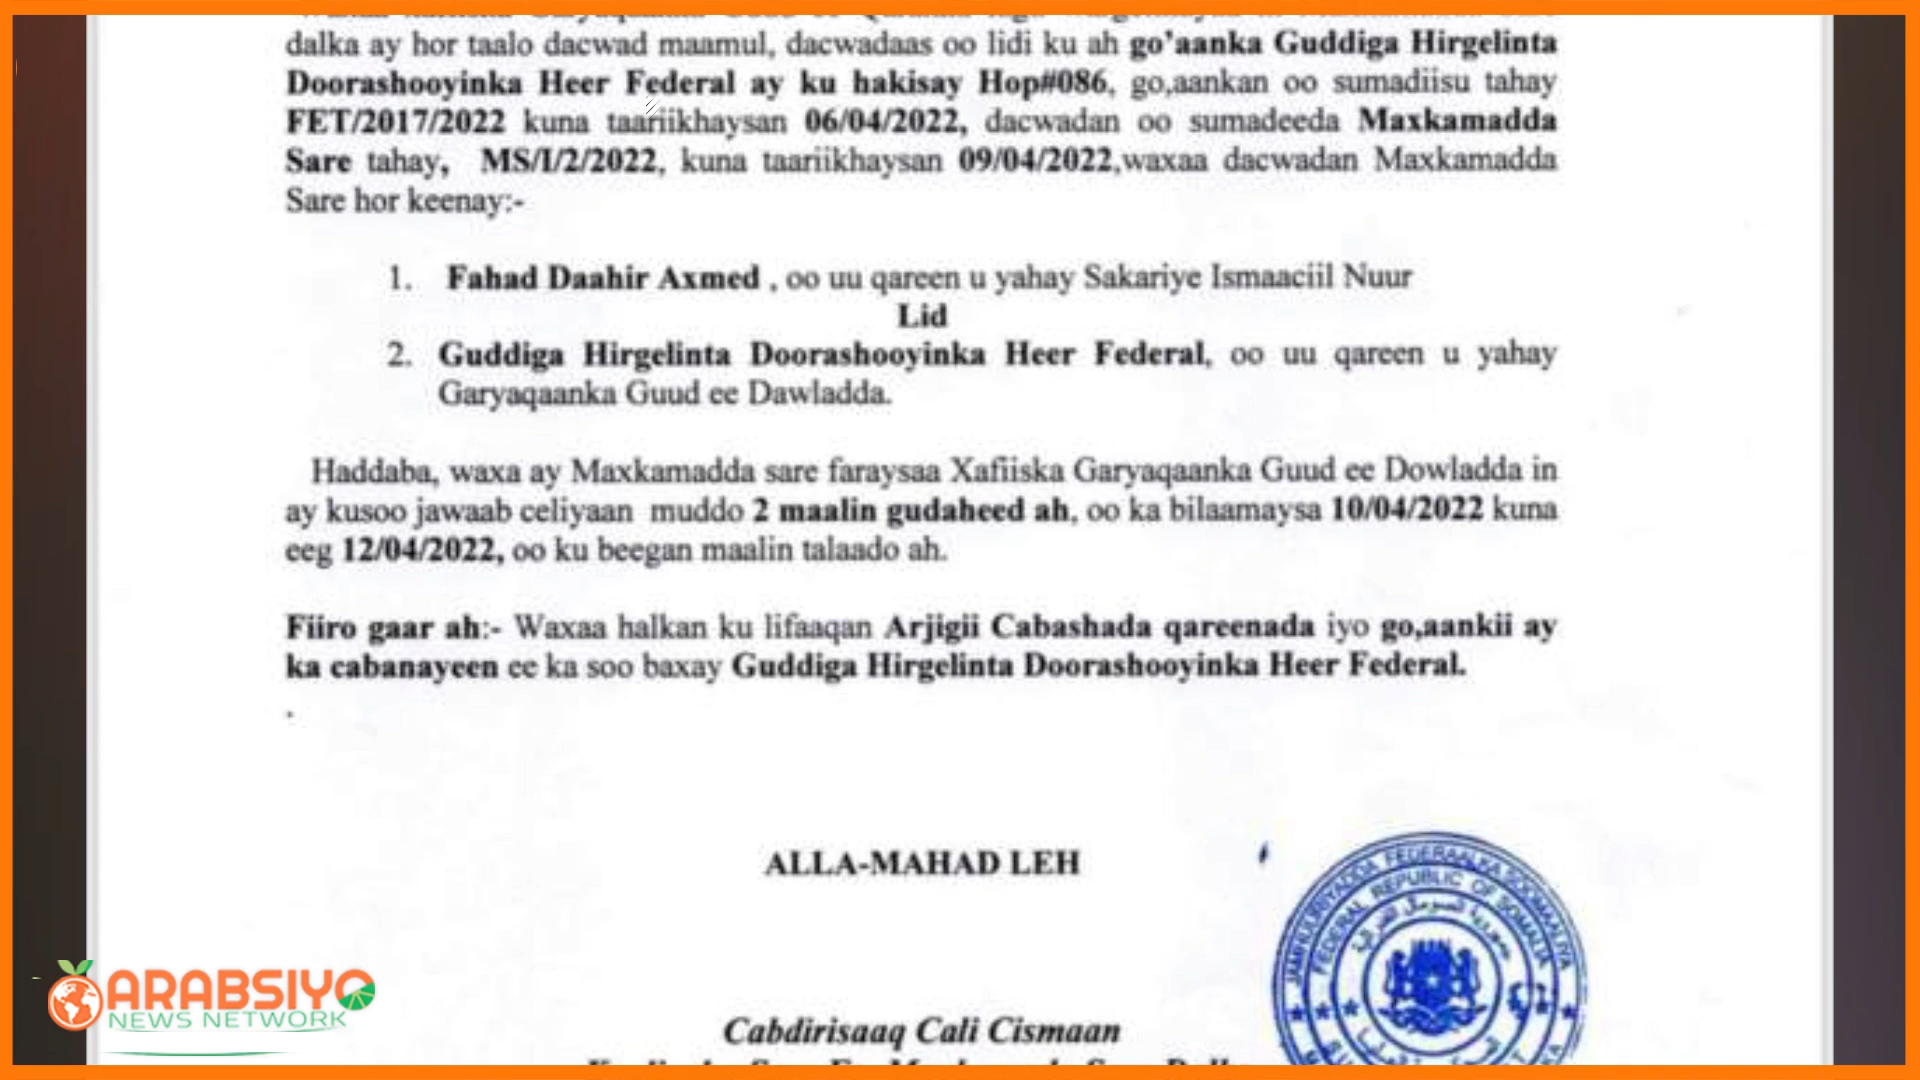 dalka ay hor taalo dacwad maamul, dacwadaas oo lidi ku ah go’aanka Guddiga Hirgelinta
Doorashooyinka Heer Federal ay ku hakisay Hop#086, go,aankan oo sumadiisu tahay
FET/2017/2022 kuna taariikhaysan 06/04/2022, dacwadan oo sumadeeda Maxkamadda
Sare tahay, MS/I/2/2022, kuna taariikhaysan 09/04/2022,waxaa dacwadan Maxkamadda
Sare hor keenay:-
1. Fahad Daahir Axmed , oo uu qareen u yahay Sakariye Ismaaciil Nuur
Lid
2. Guddiga Hirgelinta Doorashooyinka Heer Federal, oo uu qareen u yahay
Garyaqaanka Guud ee Dawladda.
Haddaba, waxa ay Maxkamadda sare faraysaa Xafiiska Garyaqaanka Guud ee Dowladda in
ay kusoo jawaab celiyaan muddo 2 maalin gudaheed ah, oo ka bilaamaysa 10/04/2022 kuna
eeg 12/04/2022, oo ku beegan maalin talaado ah.
Fiiro gaar ah:- Waxaa halkan ku lifaaqan Arjigii Cabashada qareenada iyo go,aankii ay
ka cabanayeen ee ka soo baxay Guddiga Hirgelinta Doorashooyinka Heer Federal.
.
ALLA-MAHAD LEH
JAMHUURIYADDA FEDERAALKA SOOMAALIYA
FEDERAL REPUBLIC OF SOMALIA
ARABSIYO
NEWS NETWORK
Cabdirisaaq Cali Cismaan